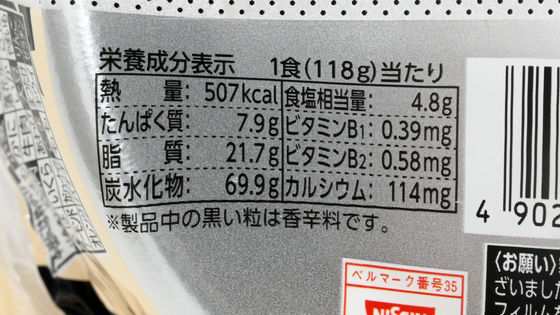 栄養成分表示 1食(118g)当たり
熱量: 507kcal 食塩相当量: 4.8g
たんぱく質: 7.9g ビタミンB1: 0.39mg
脂質: 21.7g ビタミンB2: 0.58mg
炭水化物: 69.9g カルシウム: 114mg
※製品中の黒い粒は香辛料です。
4 902
ベルマーク番号35
NISSIN
〈お願い〉
ざいました
フィルム